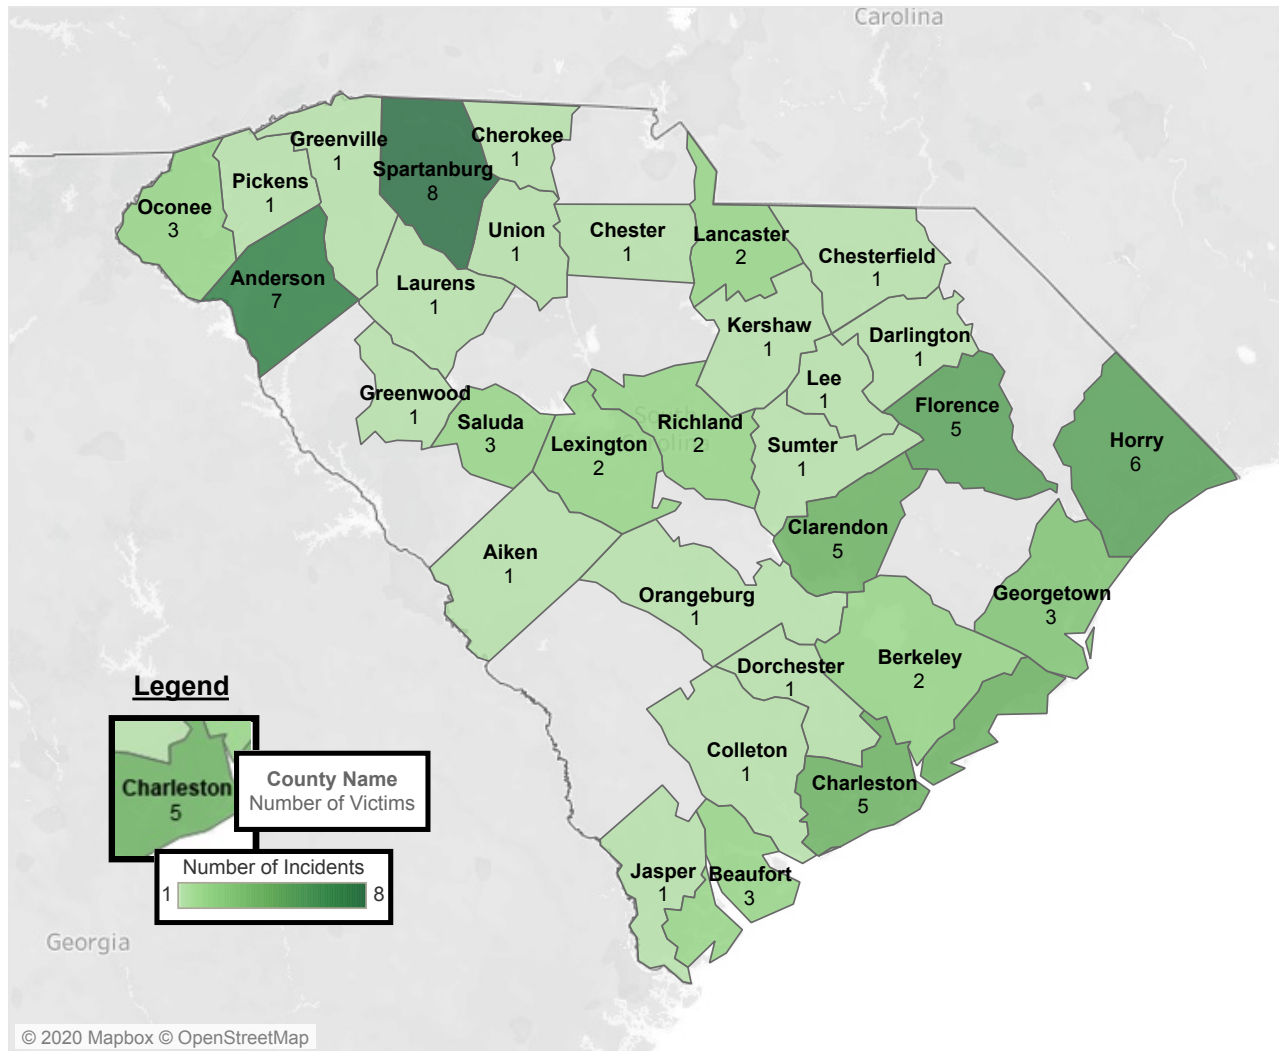 Carolina
Greenville
1
Cherokee
1
Spartanburg
8
Pickens
1
Oconee
3
Union
1
Chester
1
Lancaster
2
Chesterfield
1
Anderson
7
Laurens
1
Kershaw
1
Darlington
1
Lee
1
Greenwood
1
Florence
5
Saluda
3
Richland
2
Lexington
2
Sumter
1
Horry
6
Clarendon
5
Aiken
1
Orangeburg
1
Georgetown
3
Berkeley
2
Dorchester
1
Colleton
1
Charleston
5
Jasper
1
Beaufort
3
Legend
Charleston
5
County Name
Number of Victims
Number of Incidents
1 8
Georgia
© 2020 Mapbox © OpenStreetMap